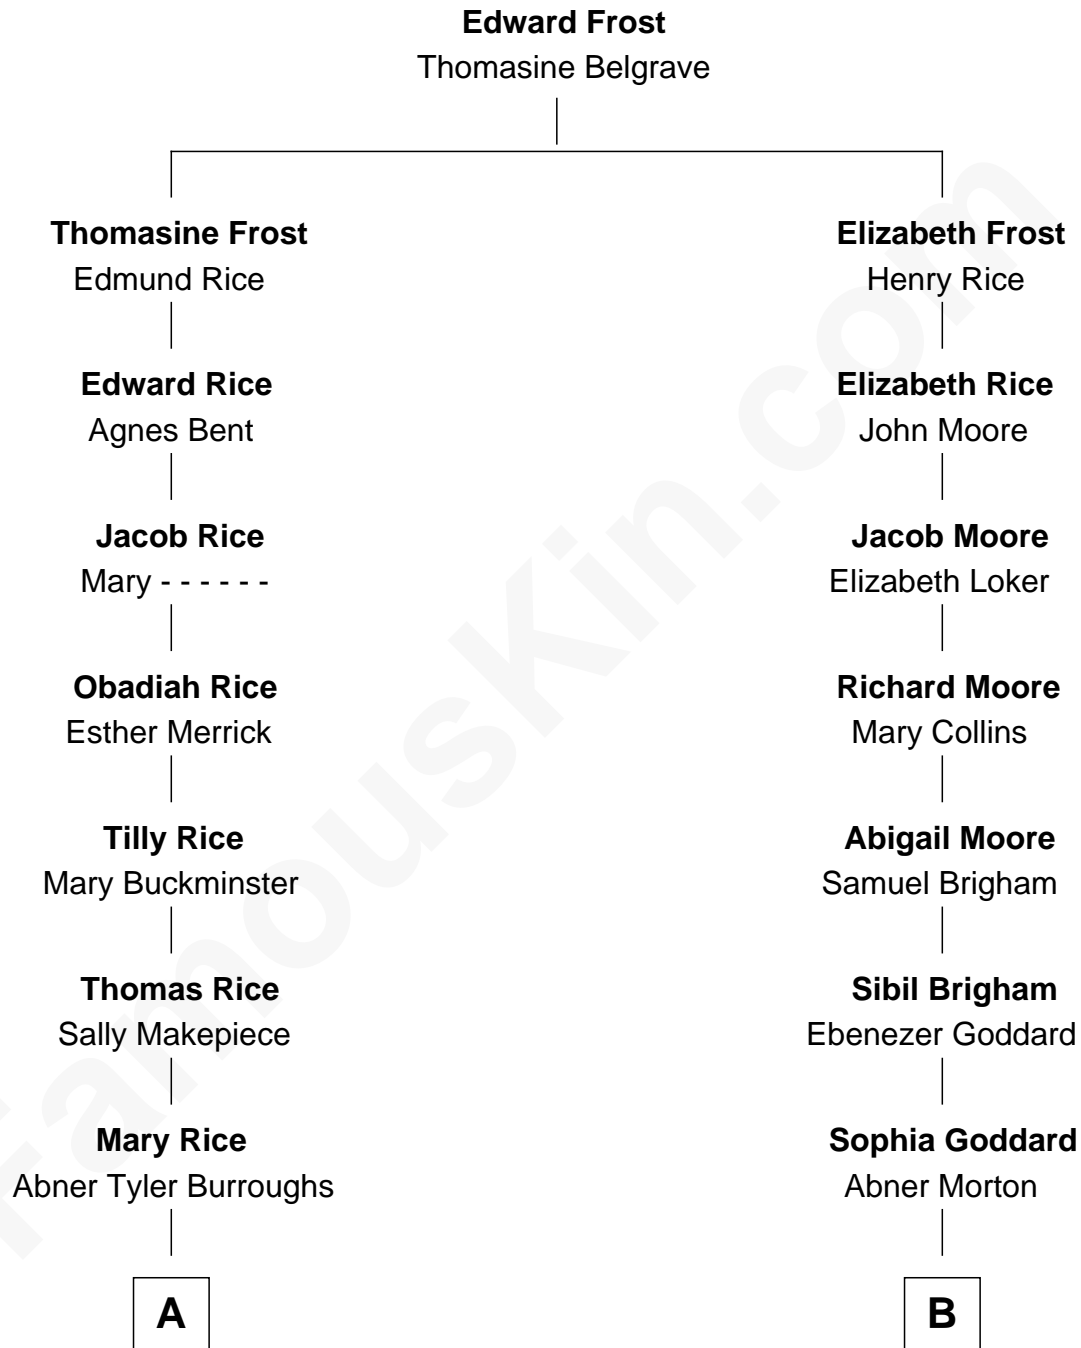 Edward Frost
Thomasine Belgrave
Thomasine Frost
Edmund Rice
Elizabeth Frost
Henry Rice
Edward Rice
Agnes Bent
Elizabeth Rice
John Moore
Jacob Rice
Mary - - - - - -
Jacob Moore
Elizabeth Loker
Obadiah Rice
Esther Merrick
Richard Moore
Mary Collins
Tilly Rice
Mary Buckminster
Abigail Moore
Samuel Brigham
Thomas Rice
Sally Makepiece
Sibil Brigham
Ebenezer Goddard
Mary Rice
Abner Tyler Burroughs
Sophia Goddard
Abner Morton
A
B
FamousKin.com